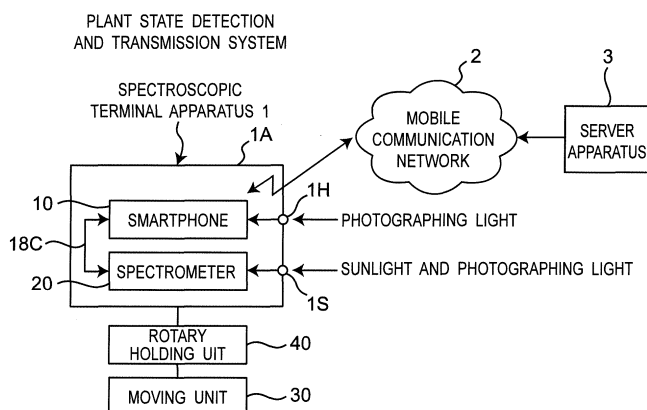 PLANT STATE DETECTION
AND TRANSMISSION SYSTEM
SPECTROSCOPIC
TERMINAL APPARATUS 1
1A
2
MOBILE
COMMUNICATION
NETWORK
3
SERVER
APPARATUS
10
SMARTPHONE
1H
PHOTOGRAPHING LIGHT
18C
SPECTROMETER
20
1S
SUNLIGHT AND PHOTOGRAPHING LIGHT
ROTARY
HOLDING UIT
40
MOVING UNIT
30